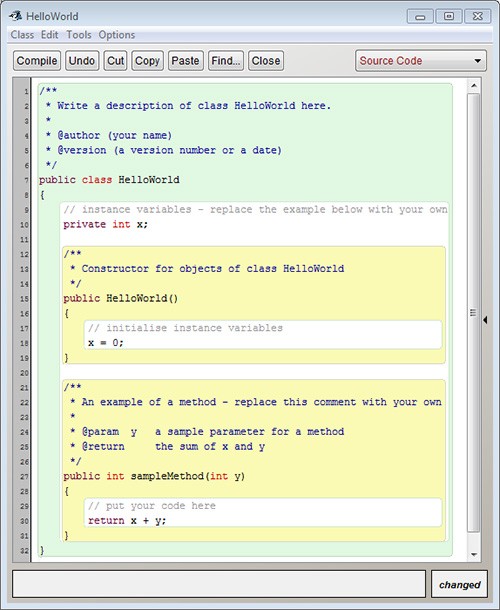 HelloWorld
Class Edit Tools Options
Compile Undo Cut Copy Paste Find... Close Source Code
1 /**
2 * Write a description of class HelloWorld here.
3 *
4 * @author (your name)
5 * @version (a version number or a date)
6 */
7 public class HelloWorld
8 {
9 // instance variables - replace the example below with your own
10 private int x;
11
12 /**
13 * Constructor for objects of class HelloWorld
14 */
15 public HelloWorld()
16 {
17 // initialise instance variables
18 x = 0;
19 }
20
21 /**
22 * An example of a method - replace this comment with your own
23 *
24 * @param y a sample parameter for a method
25 * @return the sum of x and y
26 */
27 public int sampleMethod(int y)
28 {
29 // put your code here
30 return x + y;
31 }
32 }
changed